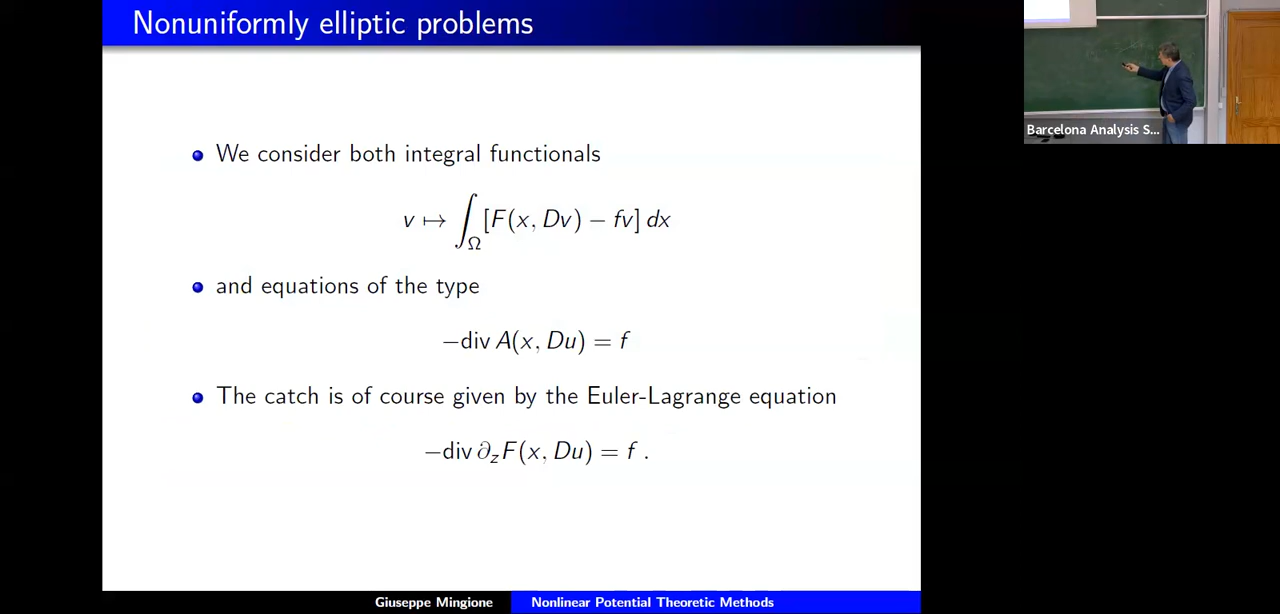 Nonuniformly elliptic problems
We consider both integral functionals
v ↦ ∫_Ω [F(x, Dv) − fv] dx
and equations of the type
−div A(x, Du) = f
The catch is of course given by the Euler-Lagrange equation
−div ∂_z F(x, Du) = f .
Giuseppe Mingione
Nonlinear Potential Theoretic Methods
Barcelona Analysis S...